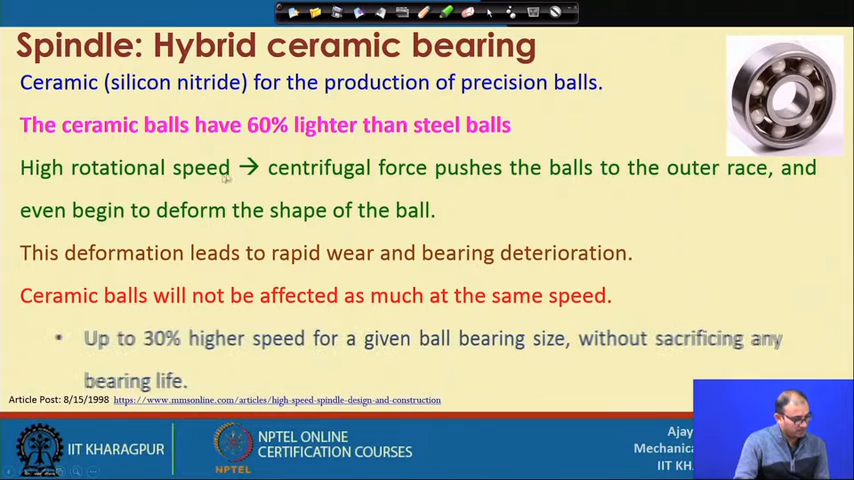 Spindle: Hybrid ceramic bearing
Ceramic (silicon nitride) for the production of precision balls.
The ceramic balls have 60% lighter than steel balls
High rotational speed → centrifugal force pushes the balls to the outer race, and
even begin to deform the shape of the ball.
This deformation leads to rapid wear and bearing deterioration.
Ceramic balls will not be affected as much at the same speed.
• Up to 30% higher speed for a given ball bearing size, without sacrificing any
bearing life.
Article Post: 8/15/1998 https://www.mmsonline.com/articles/high-speed-spindle-design-and-construction
IIT KHARAGPUR
NPTEL
NPTEL ONLINE
CERTIFICATION COURSES
Ajay
Mechanica
IIT KHA